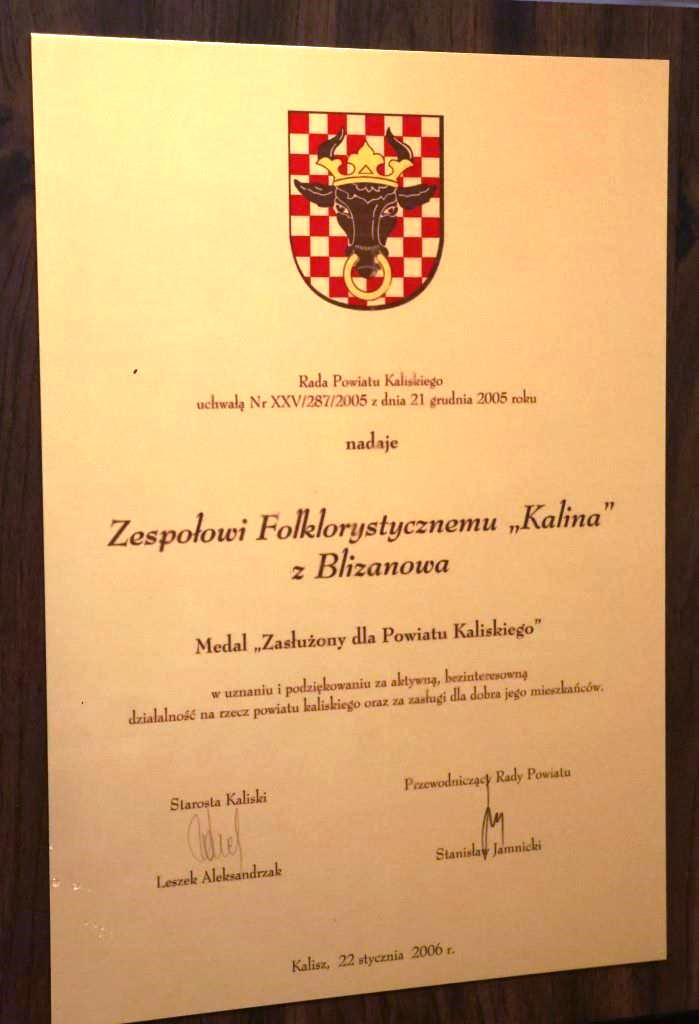 Rada Powiatu Kaliskiego
uchwałą Nr XXV/287/2005 z dnia 21 grudnia 2005 roku
nadaje
Zespołowi Folklorystycznemu „Kalina”
z Blizanowa
Medal „Zasłużony dla Powiatu Kaliskiego”
w uznaniu i podziękowaniu za aktywną, bezinteresowną
działalność na rzecz powiatu kaliskiego oraz za zasługi dla dobra jego mieszkańców.
Starosta Kaliski
Leszek Aleksandrzak
Przewodniczący Rady Powiatu
Stanisław Jamnicki
Kalisz, 22 stycznia 2006 r.